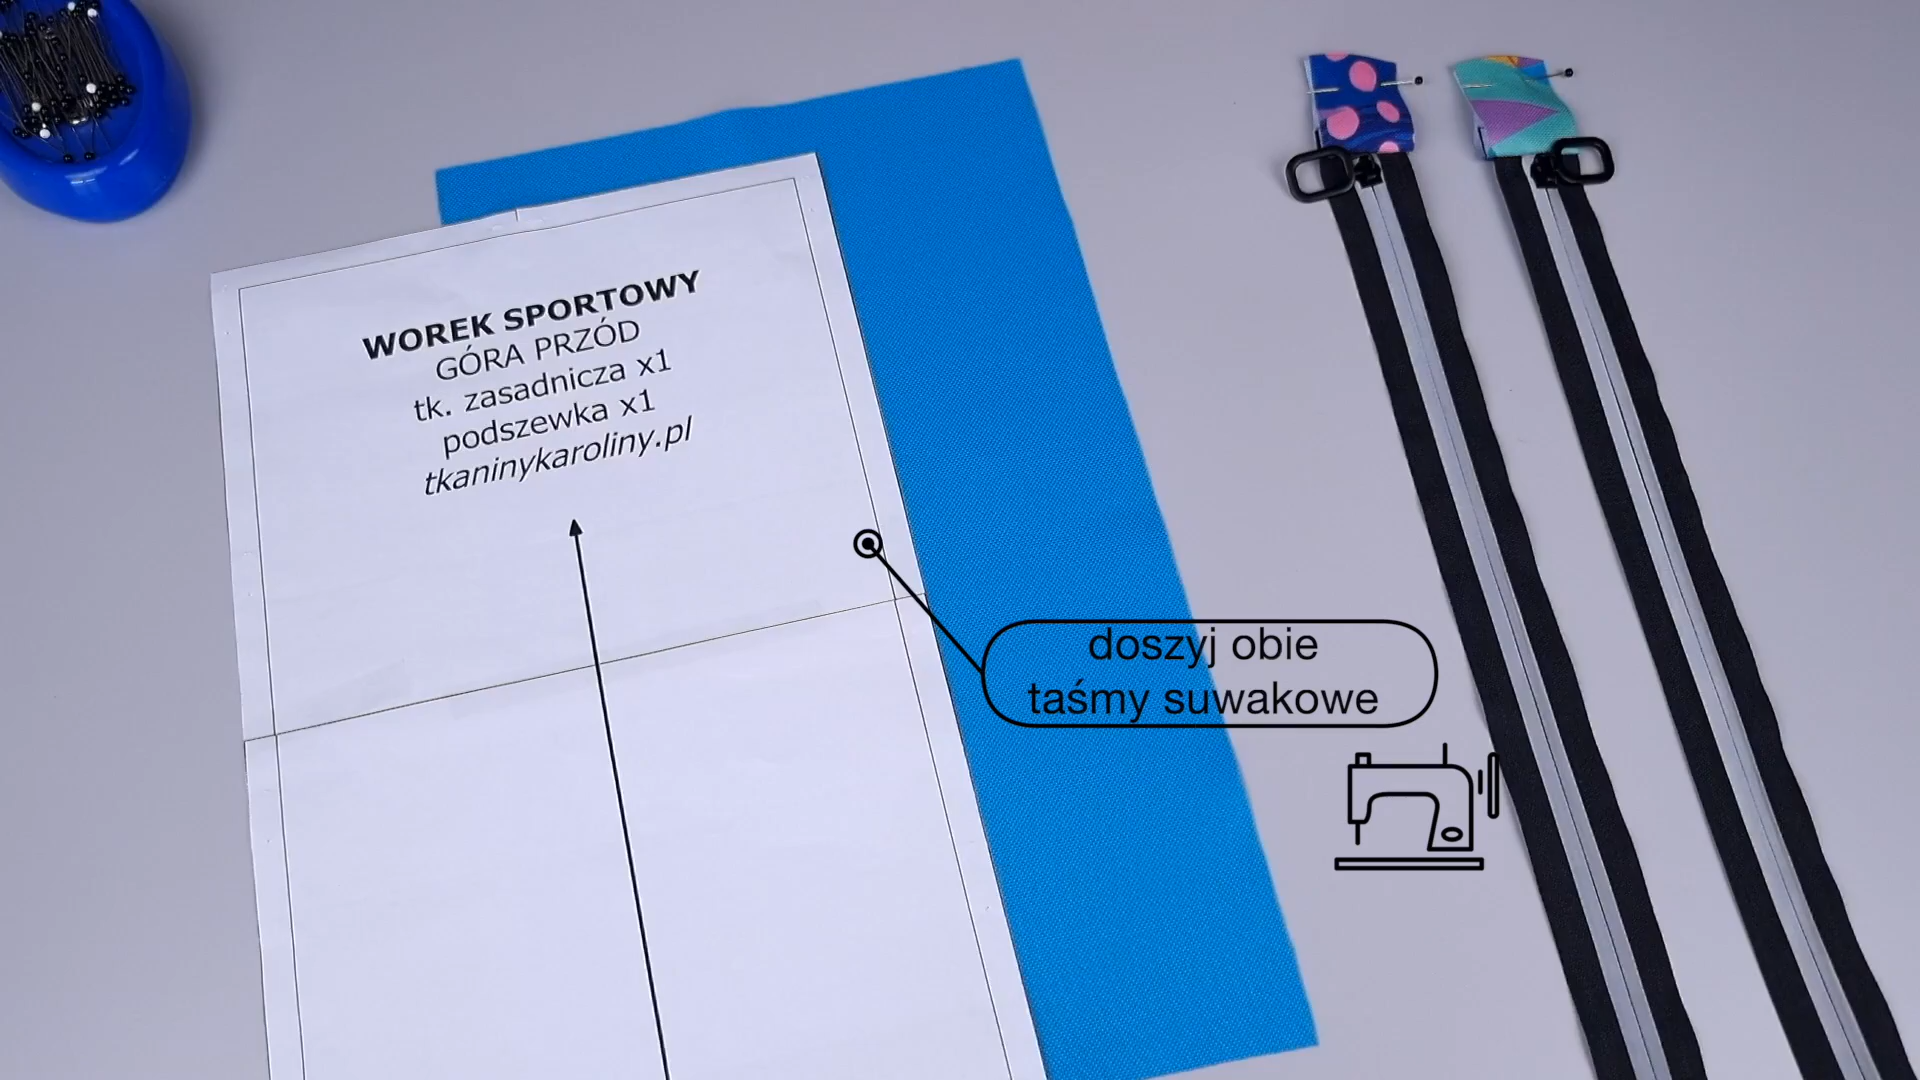 WOREK SPORTOWY
GÓRA PRZÓD
tk. zasadnicza x1
podszewka x1
tkaninykaroliny.pl
doszyj obie
taśmy suwakowe